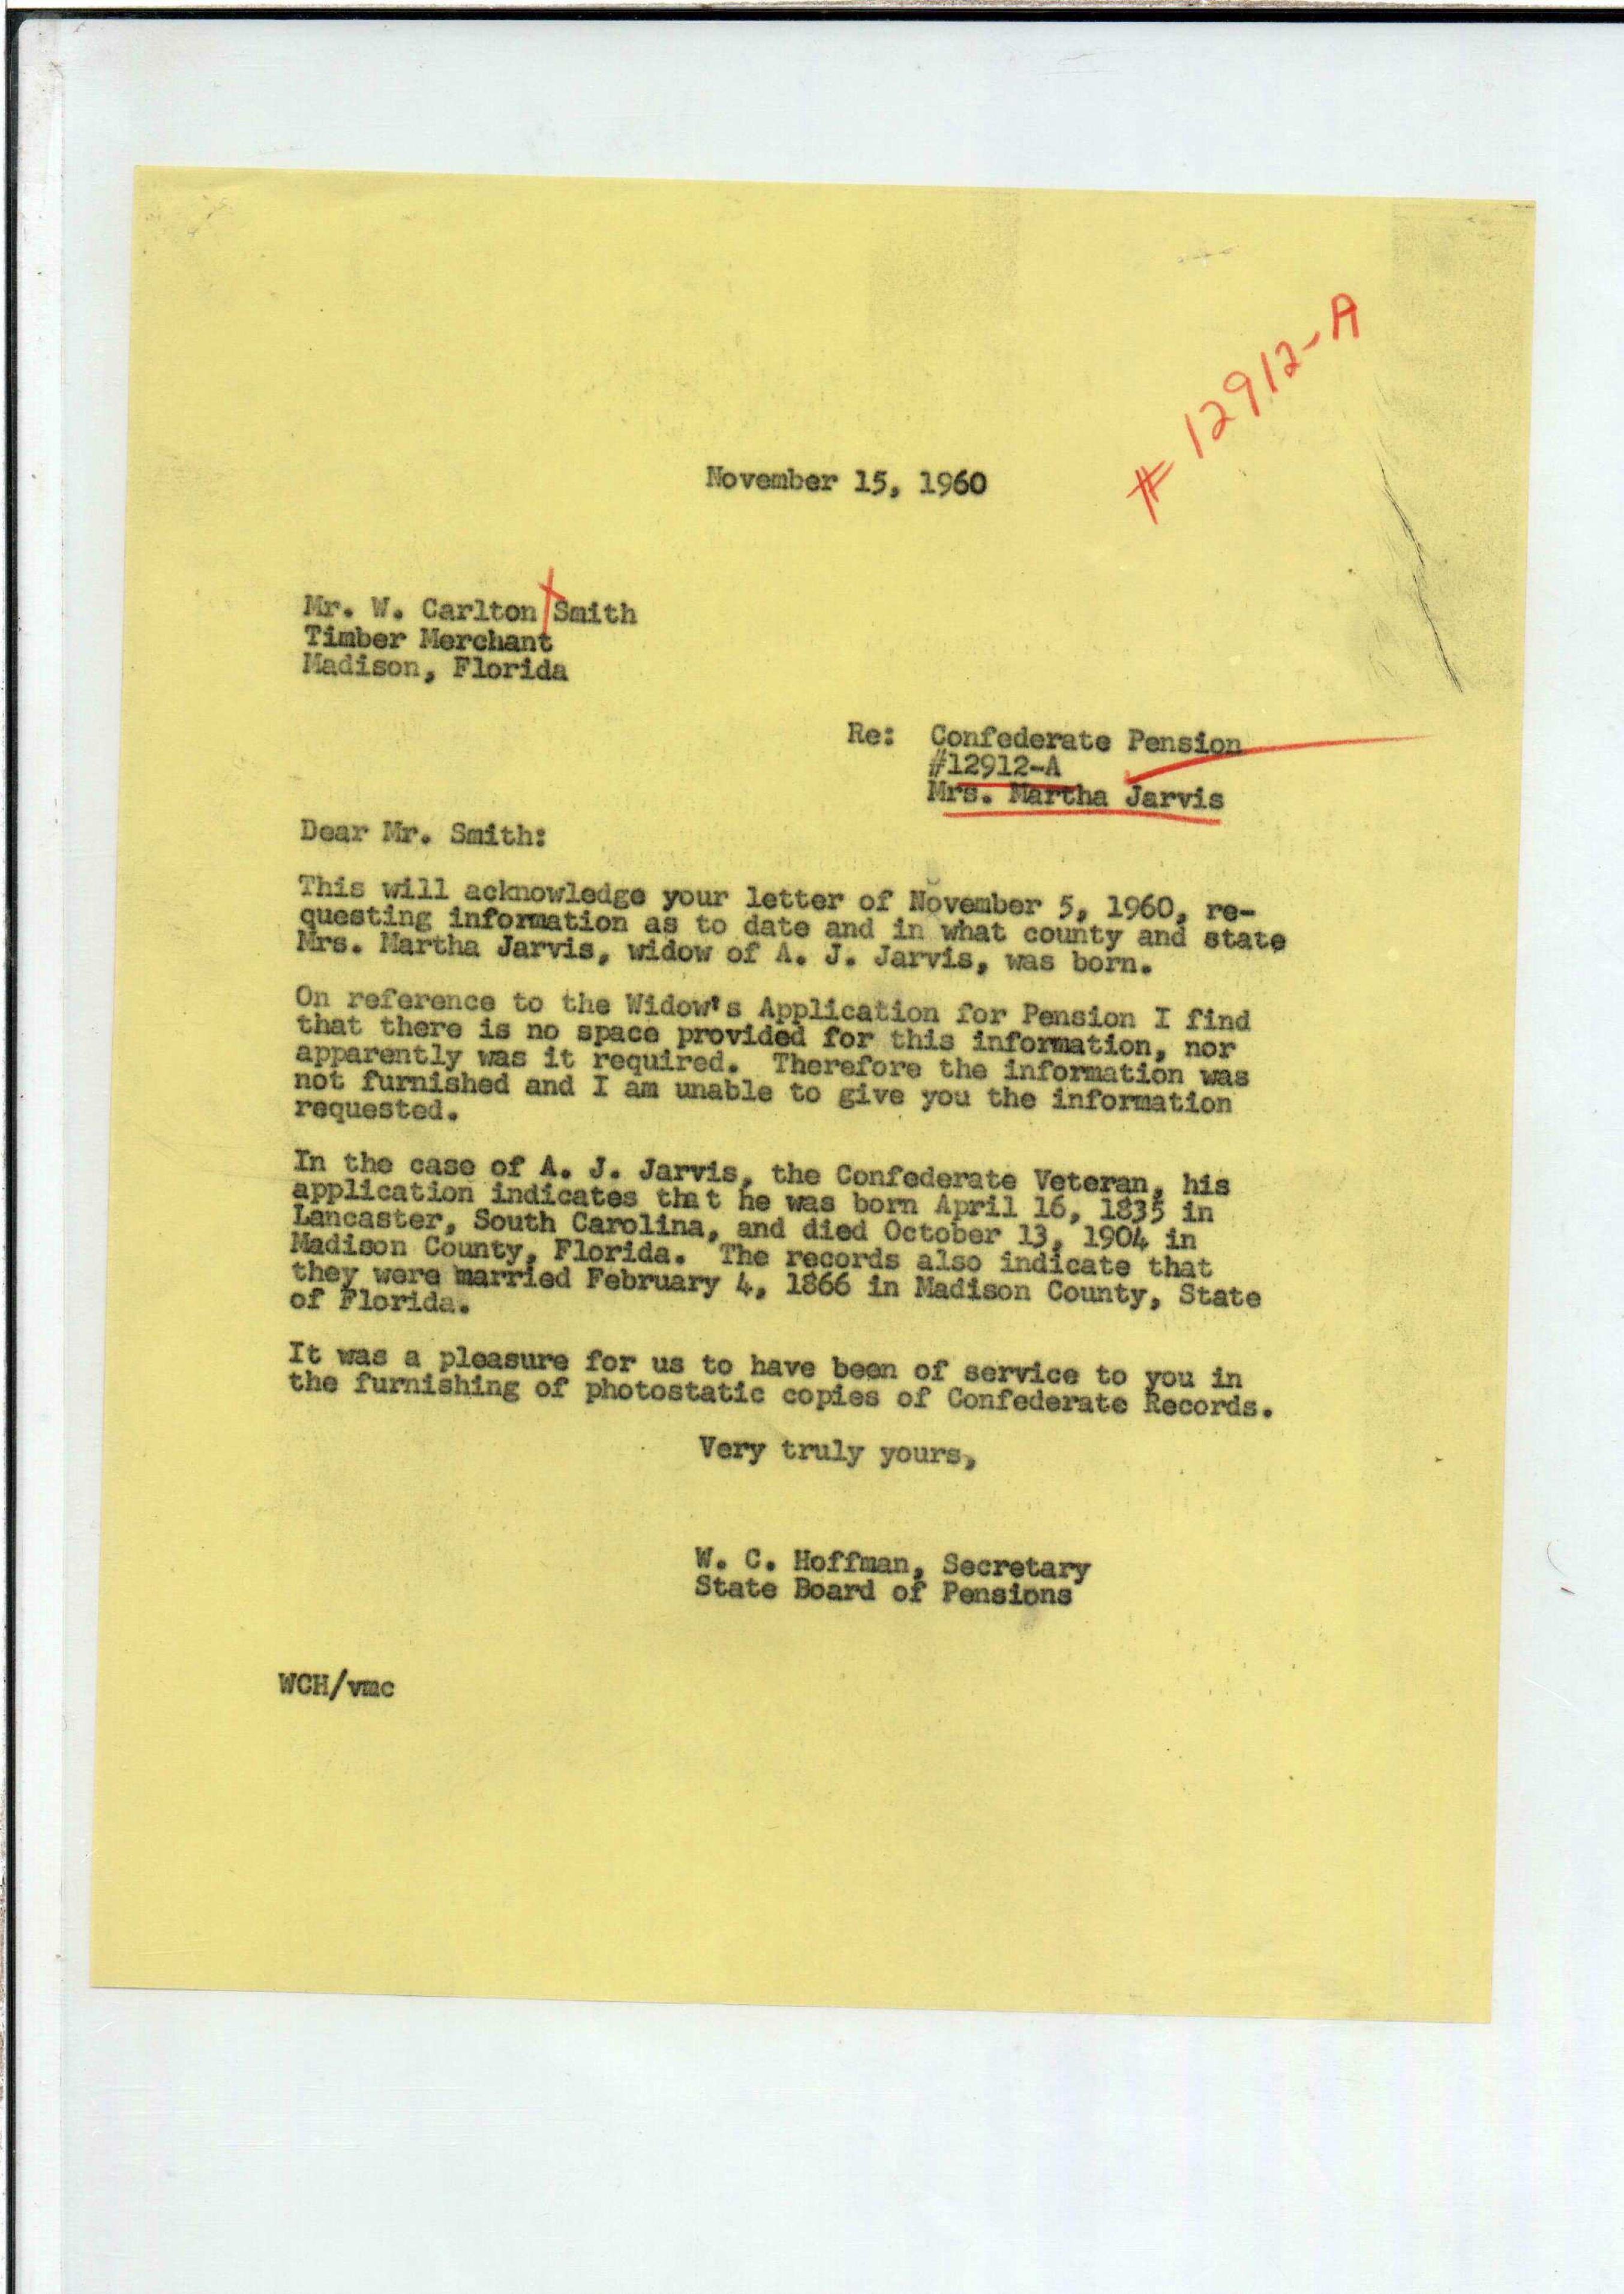 # 12912-A
November 15, 1960
Mr. W. Carlton Smith
Timber Merchant
Madison, Florida
Re: Confederate Pension
#12912-A
Mrs. Martha Jarvis
Dear Mr. Smith:
This will acknowledge your letter of November 5, 1960, re-
questing information as to date and in what county and state
Mrs. Martha Jarvis, widow of A. J. Jarvis, was born.
On reference to the Widow's Application for Pension I find
that there is no space provided for this information, nor
apparently was it required. Therefore the information was
not furnished and I am unable to give you the information
requested.
In the case of A. J. Jarvis, the Confederate Veteran, his
application indicates that he was born April 16, 1835 in
Lancaster, South Carolina, and died October 13, 1904 in
Madison County, Florida. The records also indicate that
they were married February 4, 1866 in Madison County, State
of Florida.
It was a pleasure for us to have been of service to you in
the furnishing of photostatic copies of Confederate Records.
Very truly yours,
W. C. Hoffman, Secretary
State Board of Pensions
WCH/vmc